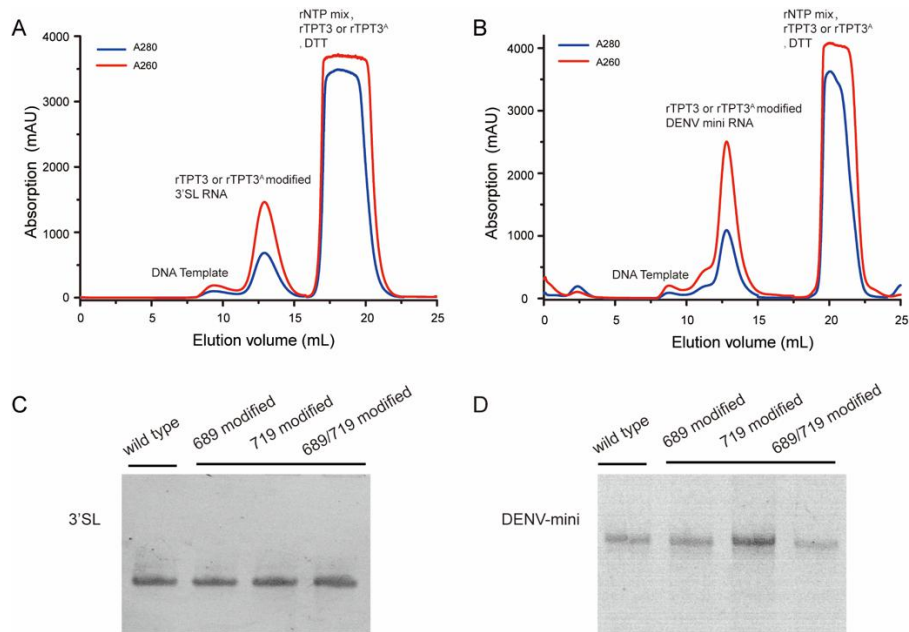 A
rNTP mix,
rTPT3 or rTPT3ᴬ
. DTT
A280
A260
4000
3000
2000
1000
0
Absorption (mAU)
rTPT3 or rTPT3ᴬ modified
3'SL RNA
DNA Template
0 5 10 15 20 25
Elution volume (mL)
B
rNTP mix,
rTPT3 or rTPT3ᴬ
. DTT
A280
A260
4000
3000
2000
1000
0
Absorption (mAU)
rTPT3 or rTPT3ᴬ modified
DENV mini RNA
DNA Template
0 5 10 15 20 25
Elution volume (mL)
C
wild type
689 modified
719 modified
689/719 modified
3'SL
D
wild type
689 modified
719 modified
689/719 modified
DENV-mini